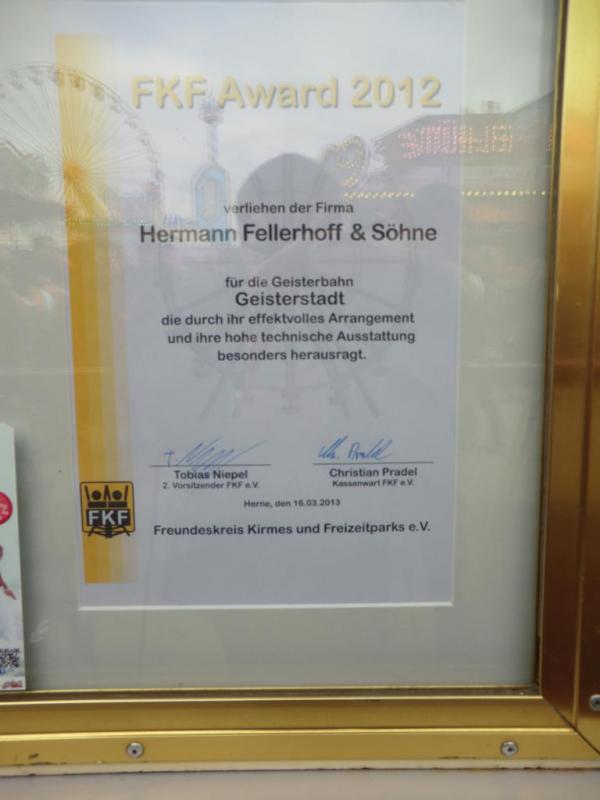 FKF Award 2012
verliehen der Firma
Hermann Fellerhoff & Söhne
für die Geisterbahn
Geisterstadt
die durch ihr effektvolles Arrangement
und ihre hohe technische Ausstattung
besonders herausragt.
Tobias Niepel
2. Vorsitzender FKF e.V.
Christian Pradel
Kassenwart FKF e.V.
Herne, den 16.03.2013
FKF
Freundeskreis Kirmes und Freizeitparks e.V.